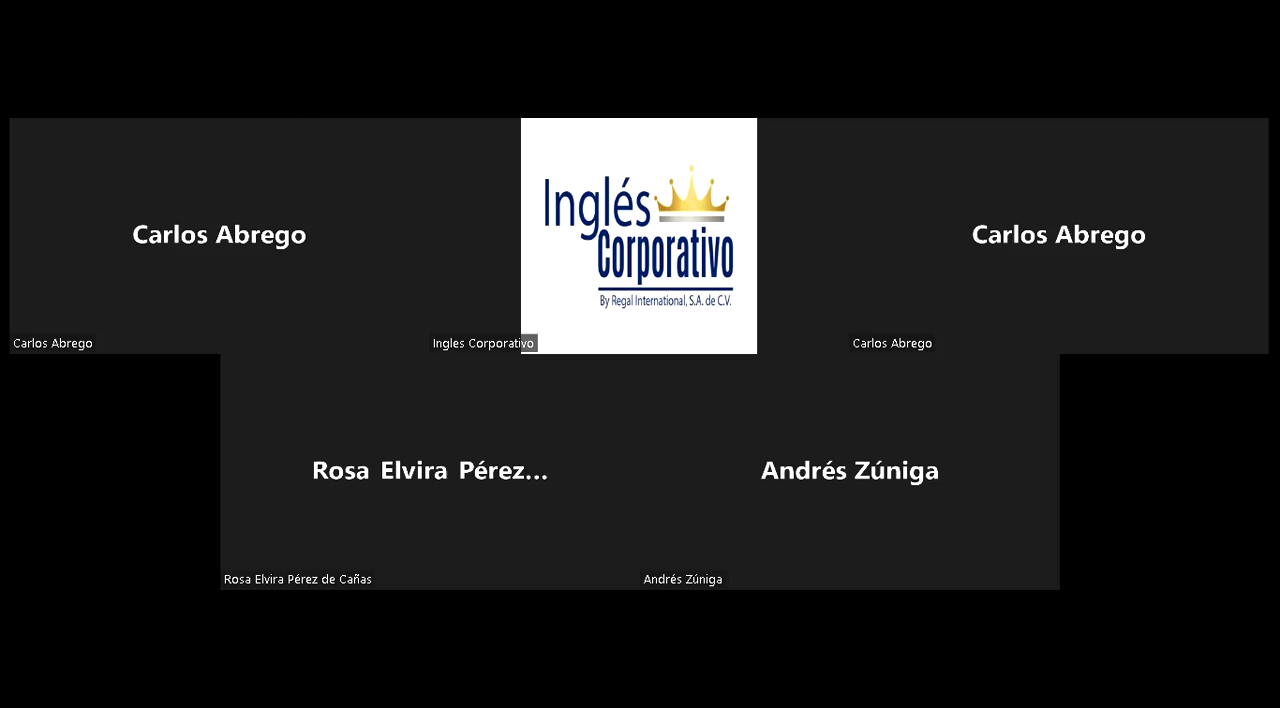 Carlos Abrego
Inglés
Corporativo
By Regal International, S.A. de C.V.
Carlos Abrego
Carlos Abrego
Ingles Corporativo
Carlos Abrego
Rosa Elvira Pérez...
Andrés Zúniga
Rosa Elvira Pérez de Cañas
Andrés Zúniga